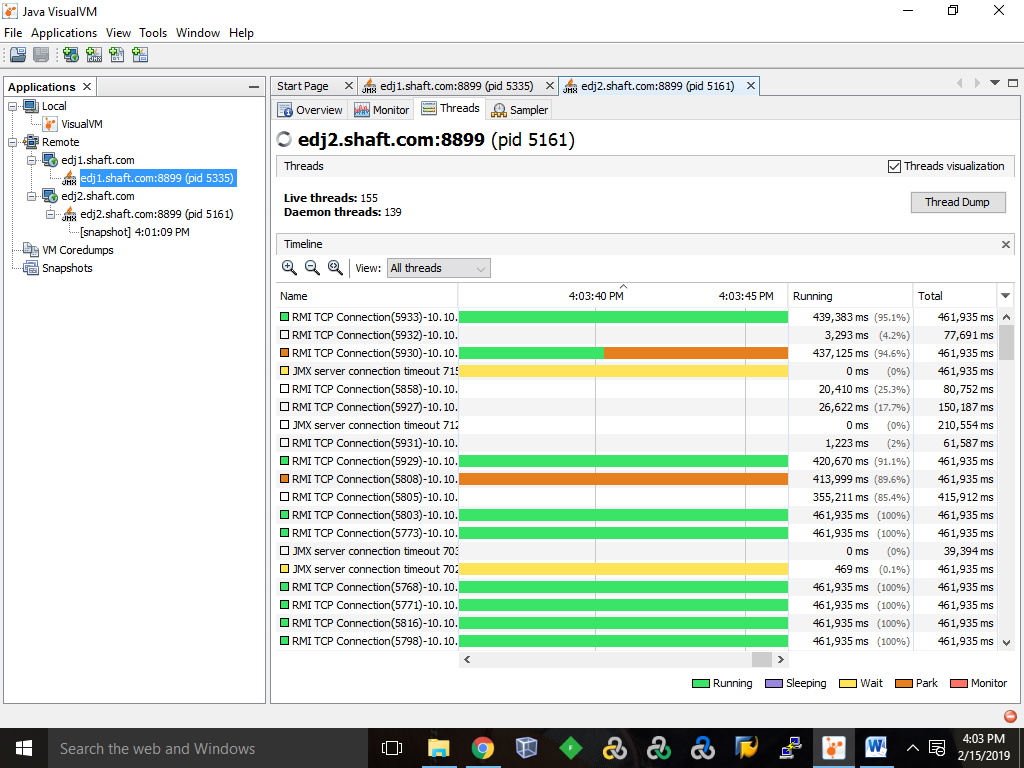 Java VisualVM
File Applications View Tools Window Help
Applications
Local
VisualVM
Remote
edj1.shaft.com
edj1.shaft.com:8899 (pid 5335)
edj2.shaft.com
edj2.shaft.com:8899 (pid 5161)
[snapshot] 4:01:09 PM
VM Coredumps
Snapshots
Start Page edj1.shaft.com:8899 (pid 5335) edj2.shaft.com:8899 (pid 5161)
Overview Monitor Threads Sampler
edj2.shaft.com:8899 (pid 5161)
Threads Threads visualization
Live threads: 155
Daemon threads: 139
Thread Dump
Timeline
View: All threads
Name 4:03:40 PM 4:03:45 PM Running Total
RMI TCP Connection(5933)-10.10. 439,383 ms (95.1%) 461,935 ms
RMI TCP Connection(5932)-10.10. 3,293 ms (4.2%) 77,691 ms
RMI TCP Connection(5930)-10.10. 437,125 ms (94.6%) 461,935 ms
JMX server connection timeout 715 0 ms (0%) 461,935 ms
RMI TCP Connection(5858)-10.10. 20,410 ms (25.3%) 80,752 ms
RMI TCP Connection(5927)-10.10. 26,622 ms (17.7%) 150,187 ms
JMX server connection timeout 712 0 ms (0%) 210,554 ms
RMI TCP Connection(5931)-10.10. 1,223 ms (2%) 61,587 ms
RMI TCP Connection(5929)-10.10. 420,670 ms (91.1%) 461,935 ms
RMI TCP Connection(5808)-10.10. 413,999 ms (89.6%) 461,935 ms
RMI TCP Connection(5805)-10.10. 355,211 ms (85.4%) 415,912 ms
RMI TCP Connection(5803)-10.10. 461,935 ms (100%) 461,935 ms
RMI TCP Connection(5773)-10.10. 461,935 ms (100%) 461,935 ms
JMX server connection timeout 703 0 ms (0%) 39,394 ms
JMX server connection timeout 702 469 ms (0.1%) 461,935 ms
RMI TCP Connection(5768)-10.10. 461,935 ms (100%) 461,935 ms
RMI TCP Connection(5771)-10.10. 461,935 ms (100%) 461,935 ms
RMI TCP Connection(5816)-10.10. 461,935 ms (100%) 461,935 ms
RMI TCP Connection(5798)-10.10. 461,935 ms (100%) 461,935 ms
Running Sleeping Wait Park Monitor
Search the web and Windows
4:03 PM
2/15/2019